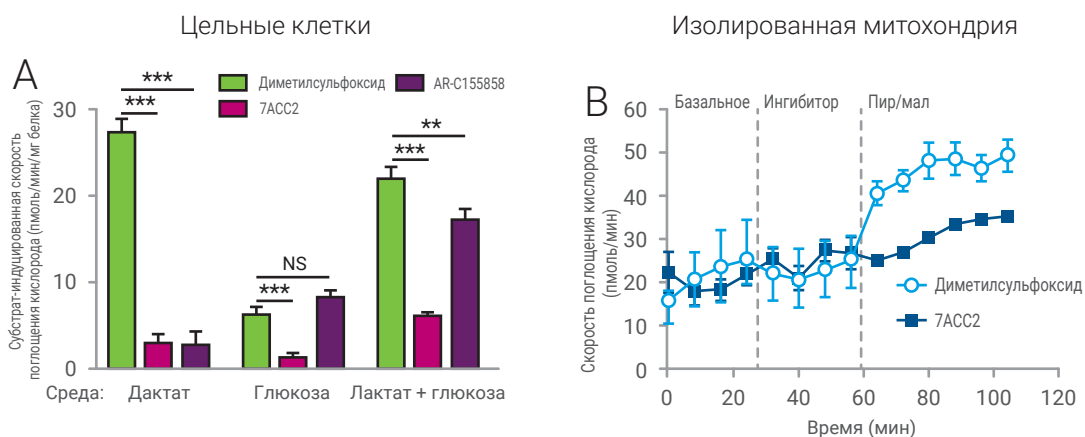 Цельные клетки
A
Диметилсульфоксид
AR-C155858
7ACC2
Субстрат-индуцированная скорость
поглощения кислорода (пмоль/мин/мг белка)
30
20
10
0
***
***
***
NS
***
**
Среда:
Дактат
Глюкоза
Лактат + глюкоза
Изолированная митохондрия
B
Базальное
Ингибитор
Пир/мал
Скорость поглощения кислорода
(пмоль/мин)
60
50
40
30
20
10
0
Диметилсульфоксид
7ACC2
0
20
40
60
80
100
120
Время (мин)